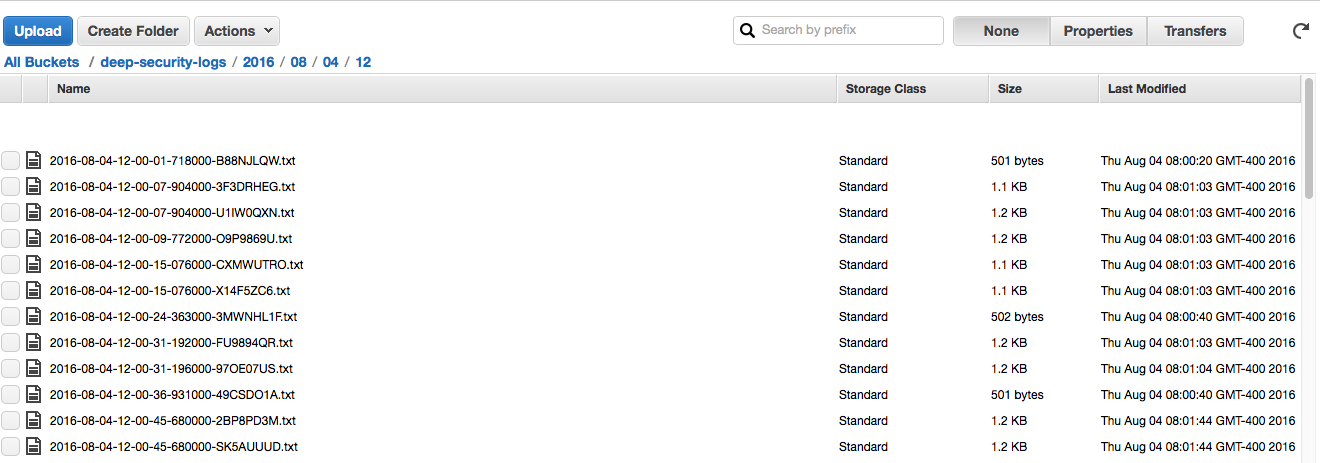 Upload Create Folder Actions Search by prefix None Properties Transfers
All Buckets / deep-security-logs / 2016 / 08 / 04 / 12
Name Storage Class Size Last Modified
2016-08-04-12-00-01-718000-B88NJLQW.txt Standard 501 bytes Thu Aug 04 08:00:20 GMT-400 2016
2016-08-04-12-00-07-904000-3F3DRHEG.txt Standard 1.1 KB Thu Aug 04 08:01:03 GMT-400 2016
2016-08-04-12-00-07-904000-U1IW0QXN.txt Standard 1.2 KB Thu Aug 04 08:01:03 GMT-400 2016
2016-08-04-12-00-09-772000-O9P9869U.txt Standard 1.2 KB Thu Aug 04 08:01:03 GMT-400 2016
2016-08-04-12-00-15-076000-CXMWUTRO.txt Standard 1.1 KB Thu Aug 04 08:01:03 GMT-400 2016
2016-08-04-12-00-15-076000-X14F5ZC6.txt Standard 1.1 KB Thu Aug 04 08:01:03 GMT-400 2016
2016-08-04-12-00-24-363000-3MWNHL1F.txt Standard 502 bytes Thu Aug 04 08:00:40 GMT-400 2016
2016-08-04-12-00-31-192000-FU9894QR.txt Standard 1.2 KB Thu Aug 04 08:01:03 GMT-400 2016
2016-08-04-12-00-31-196000-97OE07US.txt Standard 1.2 KB Thu Aug 04 08:01:04 GMT-400 2016
2016-08-04-12-00-36-931000-49CSDO1A.txt Standard 501 bytes Thu Aug 04 08:00:40 GMT-400 2016
2016-08-04-12-00-45-680000-2BP8PD3M.txt Standard 1.2 KB Thu Aug 04 08:01:44 GMT-400 2016
2016-08-04-12-00-45-680000-SK5AUUUD.txt Standard 1.2 KB Thu Aug 04 08:01:44 GMT-400 2016